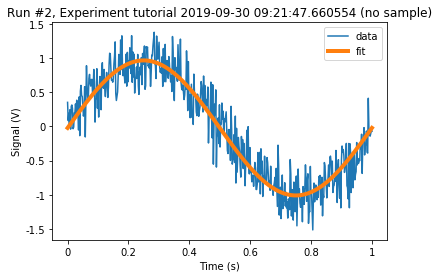 Run #2, Experiment tutorial 2019-09-30 09:21:47.660554 (no sample)
1.5
1
0.5
0
-0.5
-1
-1.5
Signal (V)
data
fit
0
0.2
0.4
0.6
0.8
1
Time (s)